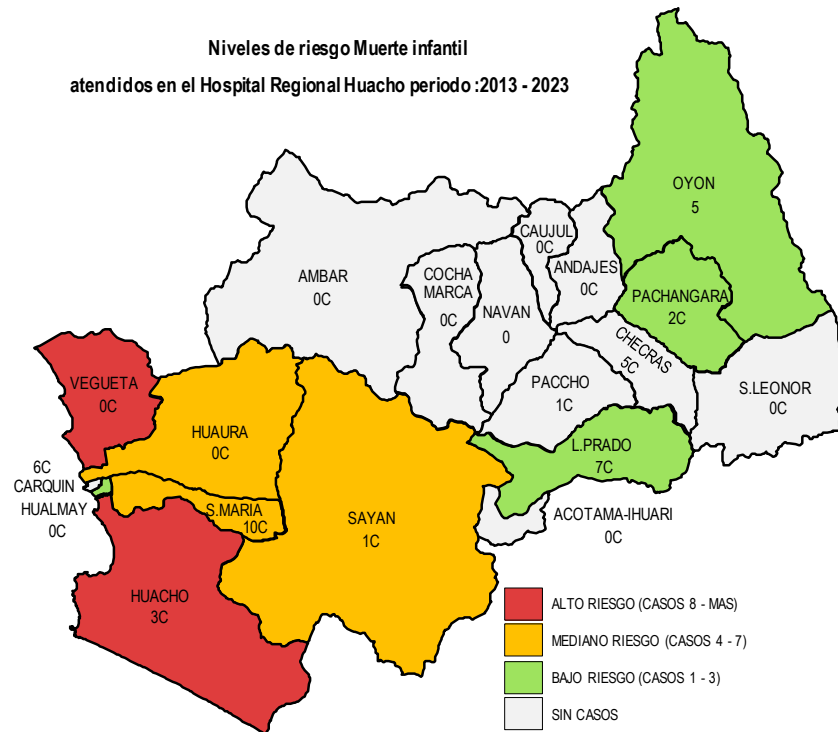 Niveles de riesgo Muerte infantil
atendidos en el Hospital Regional Huacho periodo :2013 - 2023
OYON
5
CAUJUL
0C
ANDAJES
0C
AMBAR
0C
COCHA
MARCA
0C
NAVAN
0
PACHANGARA
2C
CHECRAS
5C
S.LEONOR
0C
PACCHO
1C
VEGUETA
0C
HUAURA
0C
L.PRADO
7C
6C
CARQUIN
HUALMAY
0C
S.MARIA
10C
SAYAN
1C
ACOTAMA-IHUARI
0C
HUACHO
3C
ALTO RIESGO (CASOS 8 - MAS)
MEDIANO RIESGO (CASOS 4 - 7)
BAJO RIESGO (CASOS 1 - 3)
SIN CASOS